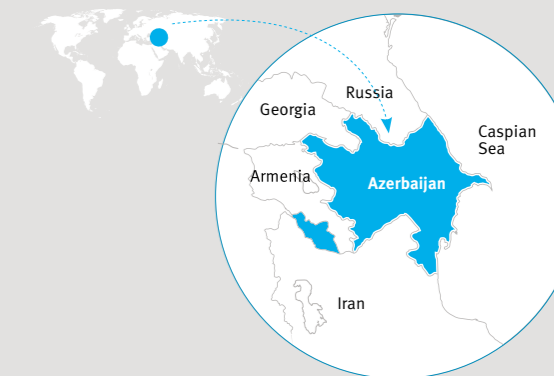 Russia
Georgia
Caspian
Sea
Armenia
Azerbaijan
Iran